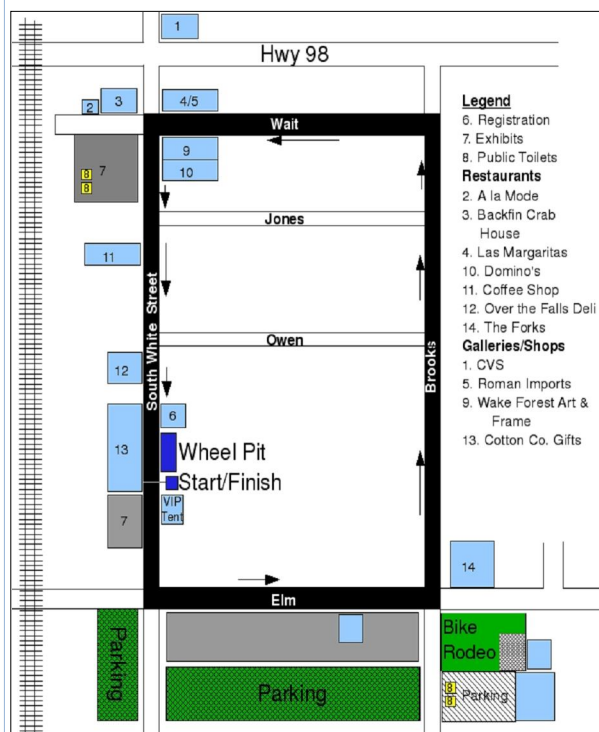 1
Hwy 98
2
3
4/5
Wait
9
10
7
8
8
Jones
11
South White Street
Owen
Brooks
12
6
13
Wheel Pit
Start/Finish
VIP
Tent
7
14
Elm
Parking
Parking
Bike
Rodeo
8
8
Parking
Legend
6. Registration
7. Exhibits
8. Public Toilets
Restaurants
2. A la Mode
3. Backfin Crab
House
4. Las Margaritas
10. Domino's
11. Coffee Shop
12. Over the Falls Deli
14. The Forks
Galleries/Shops
1. CVS
5. Roman Imports
9. Wake Forest Art &
Frame
13. Cotton Co. Gifts